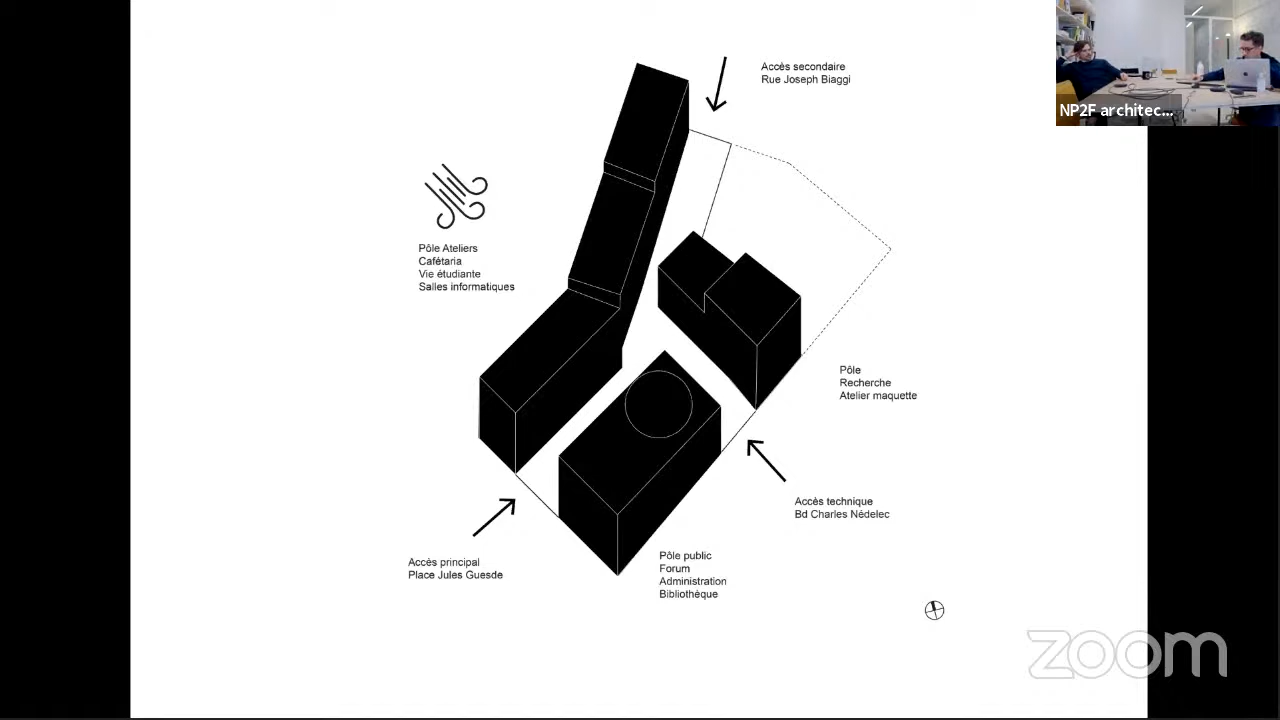 Accès secondaire
Rue Joseph Biaggi
NP2F architec...
Pôle Ateliers
Cafétaria
Vie étudiante
Salles informatiques
Pôle
Recherche
Atelier maquette
Accès technique
Bd Charles Nédelec
Accès principal
Place Jules Guesde
Pôle public
Forum
Administration
Bibliothèque
zoom